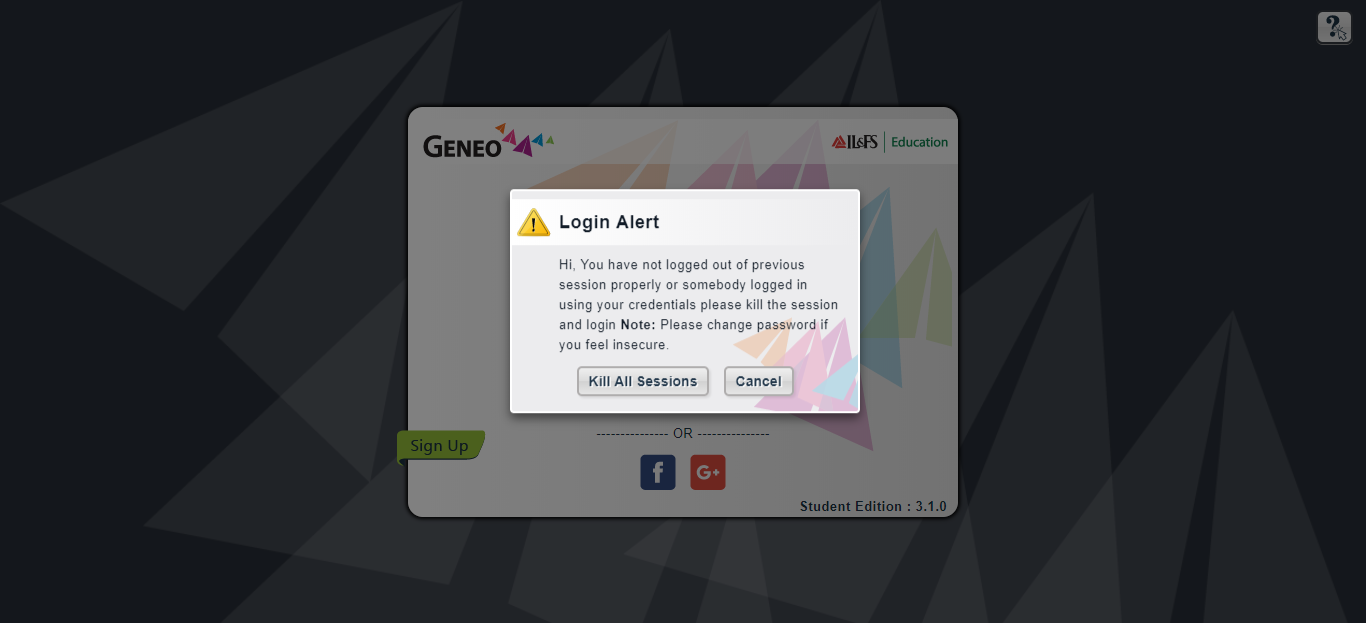 GENEO
IL&FS Education
Login Alert
Hi, You have not logged out of previous
session properly or somebody logged in
using your credentials please kill the session
and login Note: Please change password if
you feel insecure.
Kill All Sessions Cancel
--------------- OR ---------------
Sign Up
f G+
Student Edition : 3.1.0
?